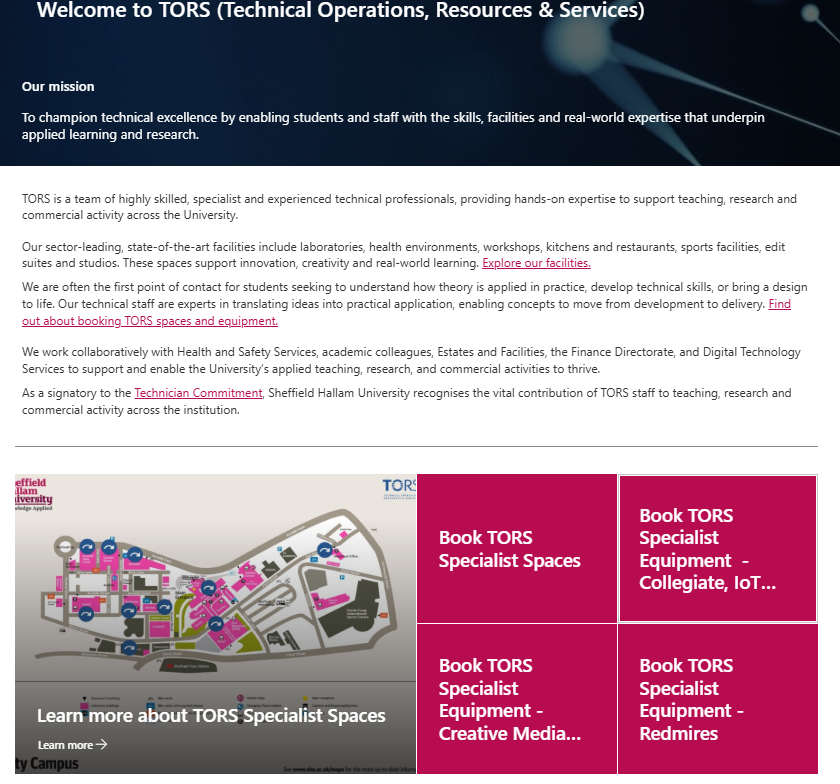 Welcome to TORS (Technical Operations, Resources & Services)
Our mission
To champion technical excellence by enabling students and staff with the skills, facilities and real-world expertise that underpin
applied learning and research.
TORS is a team of highly skilled, specialist and experienced technical professionals, providing hands-on expertise to support teaching, research and
commercial activity across the University.
Our sector-leading, state-of-the-art facilities include laboratories, health environments, workshops, kitchens and restaurants, sports facilities, edit
suites and studios. These spaces support innovation, creativity and real-world learning. Explore our facilities.
We are often the first point of contact for students seeking to understand how theory is applied in practice, develop technical skills, or bring a design
to life. Our technical staff are experts in translating ideas into practical application, enabling concepts to move from development to delivery. Find
out about booking TORS spaces and equipment.
We work collaboratively with Health and Safety Services, academic colleagues, Estates and Facilities, the Finance Directorate, and Digital Technology
Services to support and enable the University's applied teaching, research, and commercial activities to thrive.
As a signatory to the Technician Commitment, Sheffield Hallam University recognises the vital contribution of TORS staff to teaching, research and
commercial activity across the institution.
effield
llam
iversity
wledge Applied
TORS
Main
Entrance
Learn more about TORS Specialist Spaces
Learn more
ty Campus
Book TORS
Specialist Spaces
Book TORS
Specialist
Equipment -
Collegiate, IoT...
Book TORS
Specialist
Equipment -
Creative Media...
Book TORS
Specialist
Equipment -
Redmires